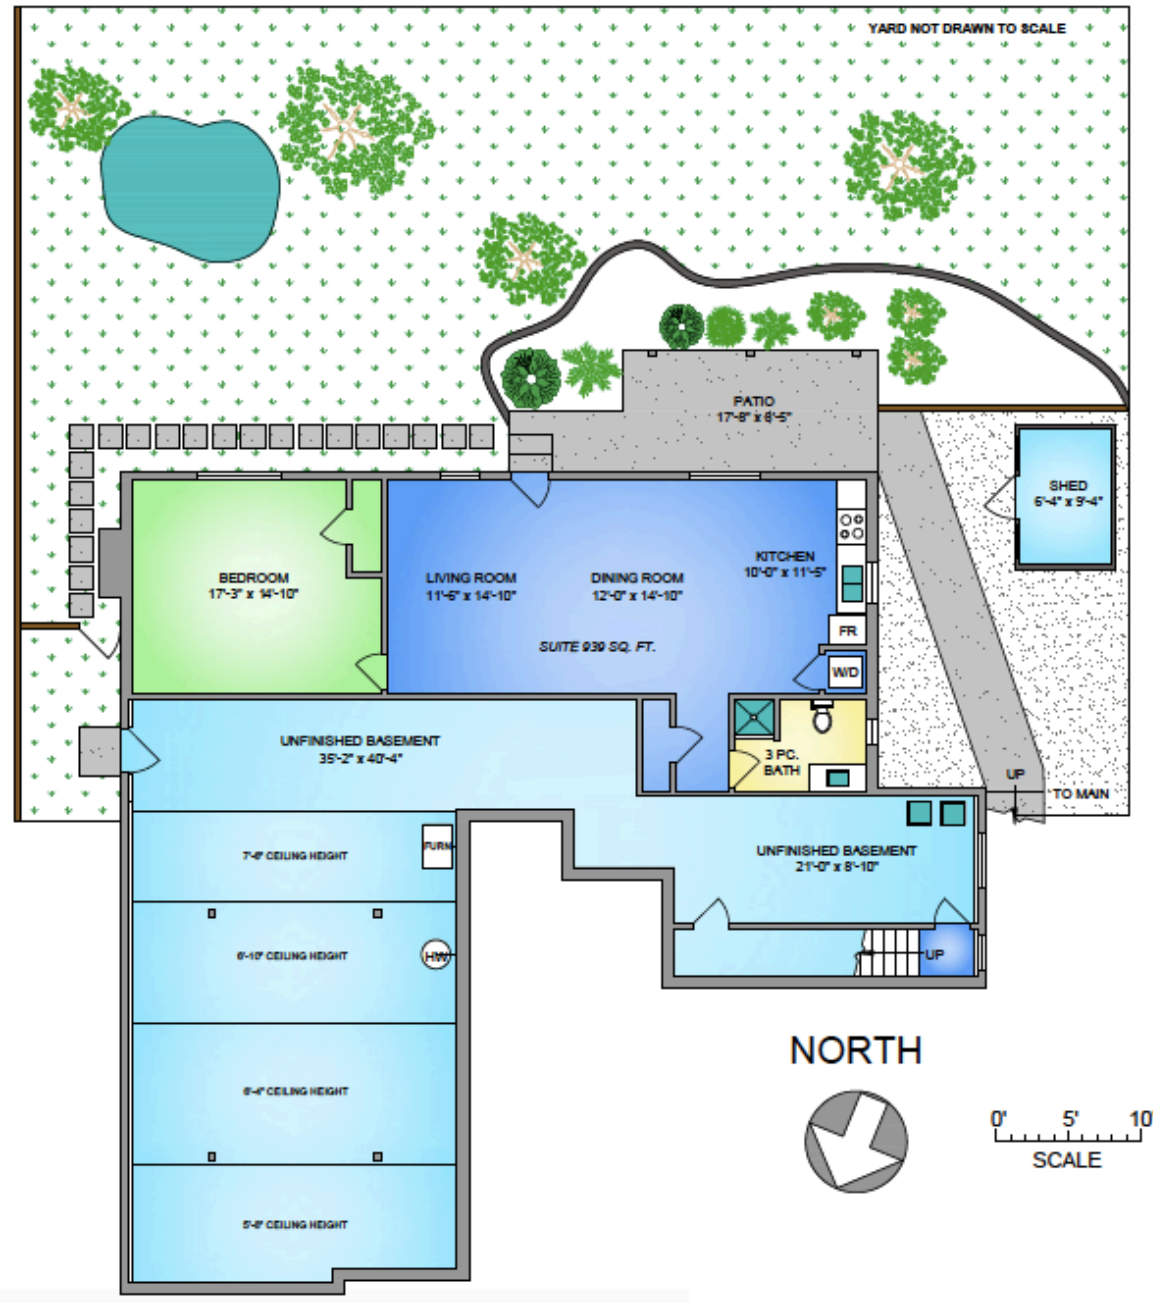 YARD NOT DRAWN TO SCALE
PATIO
17'-8" x 8'-5"
SHED
6'-4" x 9'-4"
BEDROOM
17'-3" x 14'-10"
LIVING ROOM
11'-6" x 14'-10"
DINING ROOM
12'-0" x 14'-10"
KITCHEN
10'-0" x 11'-5"
SUITE 939 SQ. FT.
FR
W/D
3 PC.
BATH
UNFINISHED BASEMENT
35'-2" x 40'-4"
UP
TO MAIN
7'-6" CEILING HEIGHT
FURN
UNFINISHED BASEMENT
21'-0" x 8'-10"
6'-10" CEILING HEIGHT
HW
UP
NORTH
6'-4" CEILING HEIGHT
0' 5' 10'
SCALE
5'-8" CEILING HEIGHT